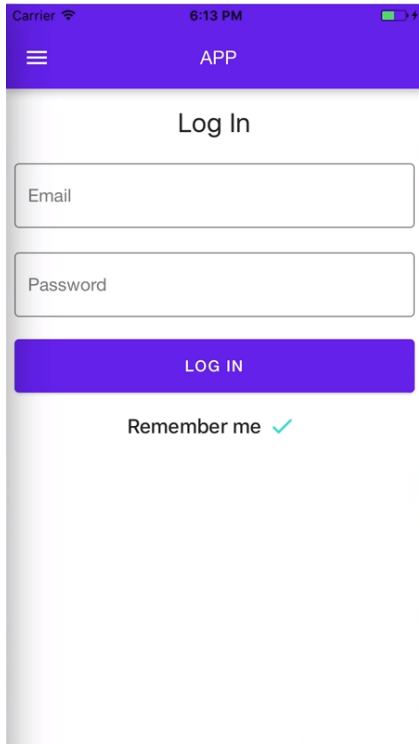 Carrier 6:13 PM
APP
Log In
Email
Password
LOG IN
Remember me